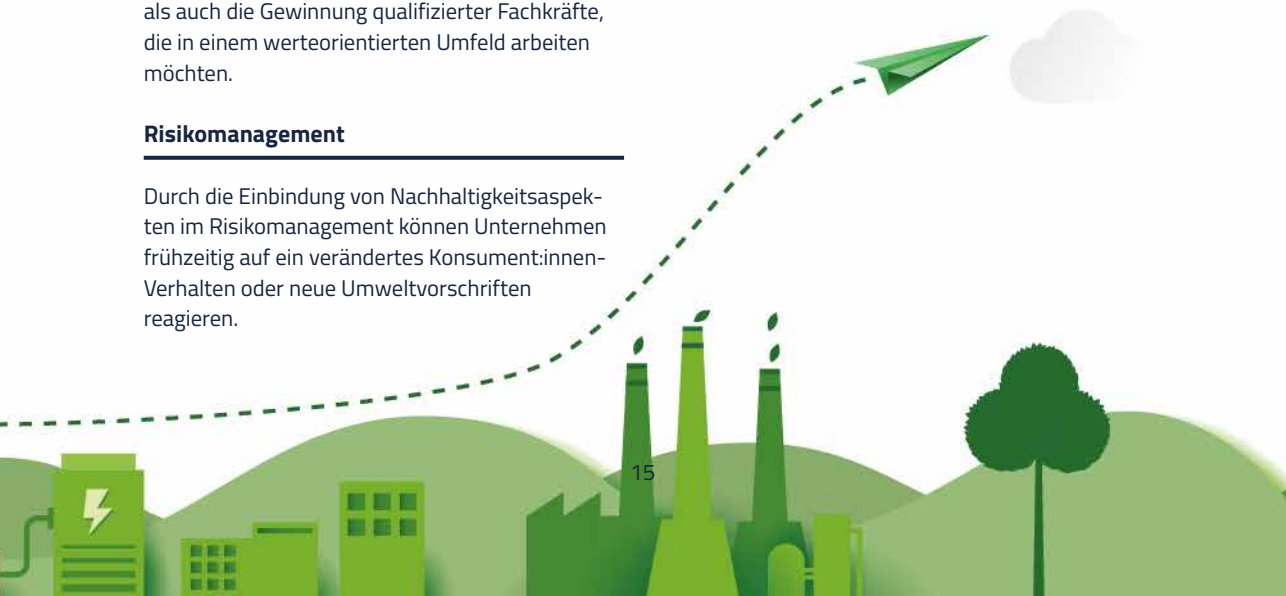 als auch die Gewinnung qualifizierter Fachkräfte,
die in einem werteorientierten Umfeld arbeiten
möchten.
Risikomanagement
Durch die Einbindung von Nachhaltigkeitsaspek-
ten im Risikomanagement können Unternehmen
frühzeitig auf ein verändertes Konsument:innen-
Verhalten oder neue Umweltvorschriften
reagieren.
15